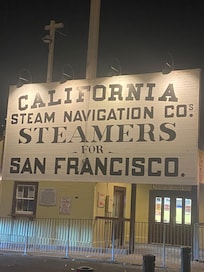 CALIFORNIA
STEAM NAVIGATION COS.
STEAMERS
FOR
SAN FRANCISCO.